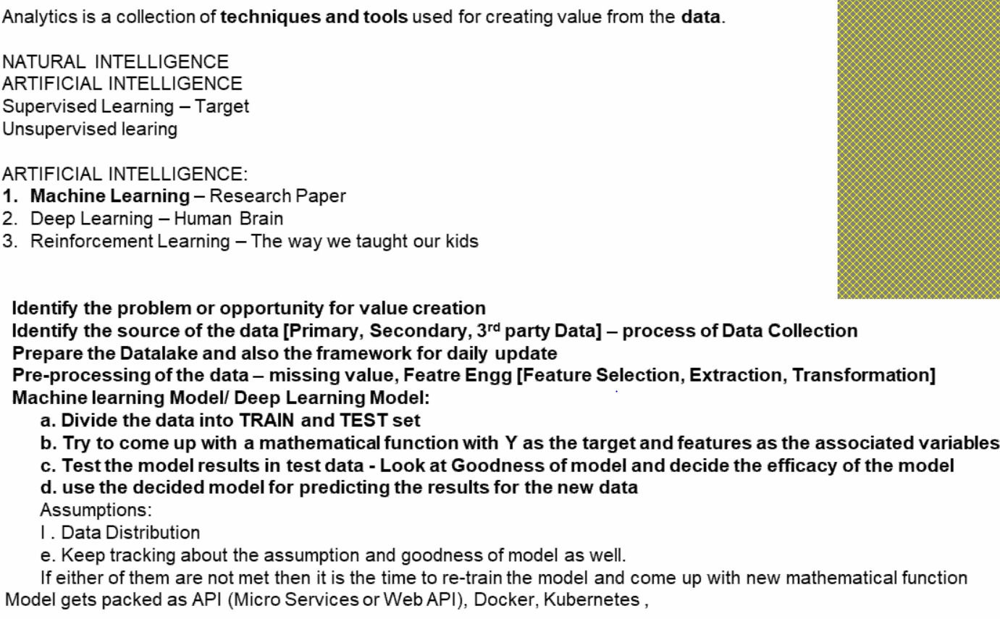 Analytics is a collection of techniques and tools used for creating value from the data.
NATURAL INTELLIGENCE
ARTIFICIAL INTELLIGENCE
Supervised Learning – Target
Unsupervised learing
ARTIFICIAL INTELLIGENCE:
1. Machine Learning – Research Paper
2. Deep Learning – Human Brain
3. Reinforcement Learning – The way we taught our kids
Identify the problem or opportunity for value creation
Identify the source of the data [Primary, Secondary, 3rd party Data] – process of Data Collection
Prepare the Datalake and also the framework for daily update
Pre-processing of the data – missing value, Featre Engg [Feature Selection, Extraction, Transformation]
Machine learning Model/ Deep Learning Model:
a. Divide the data into TRAIN and TEST set
b. Try to come up with a mathematical function with Y as the target and features as the associated variables
c. Test the model results in test data - Look at Goodness of model and decide the efficacy of the model
d. use the decided model for predicting the results for the new data
Assumptions:
I . Data Distribution
e. Keep tracking about the assumption and goodness of model as well.
If either of them are not met then it is the time to re-train the model and come up with new mathematical function
Model gets packed as API (Micro Services or Web API), Docker, Kubernetes ,